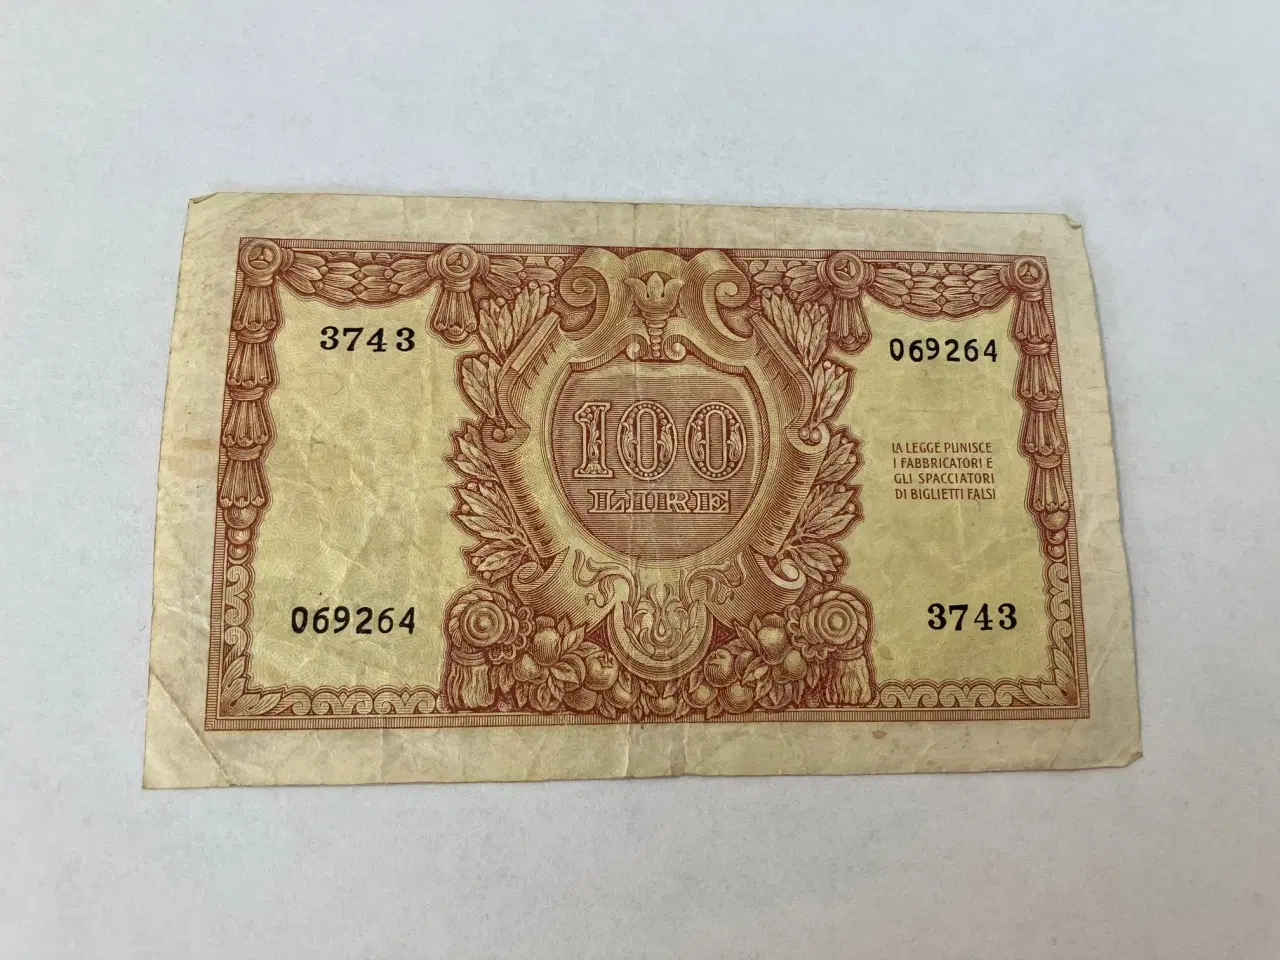 3743
069264
100
LIRE
LA LEGGE PUNISCE
I FABBRICATORI E
GLI SPACCIATORI
DI BIGLIETTI FALSI
069264
3743